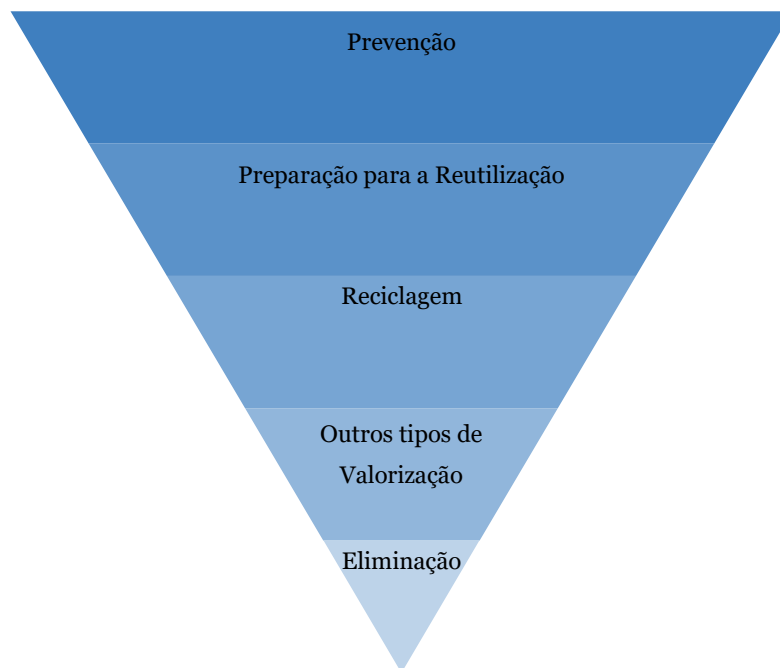 Prevenção
Preparação para a Reutilização
Reciclagem
Outros tipos de
Valorização
Eliminação